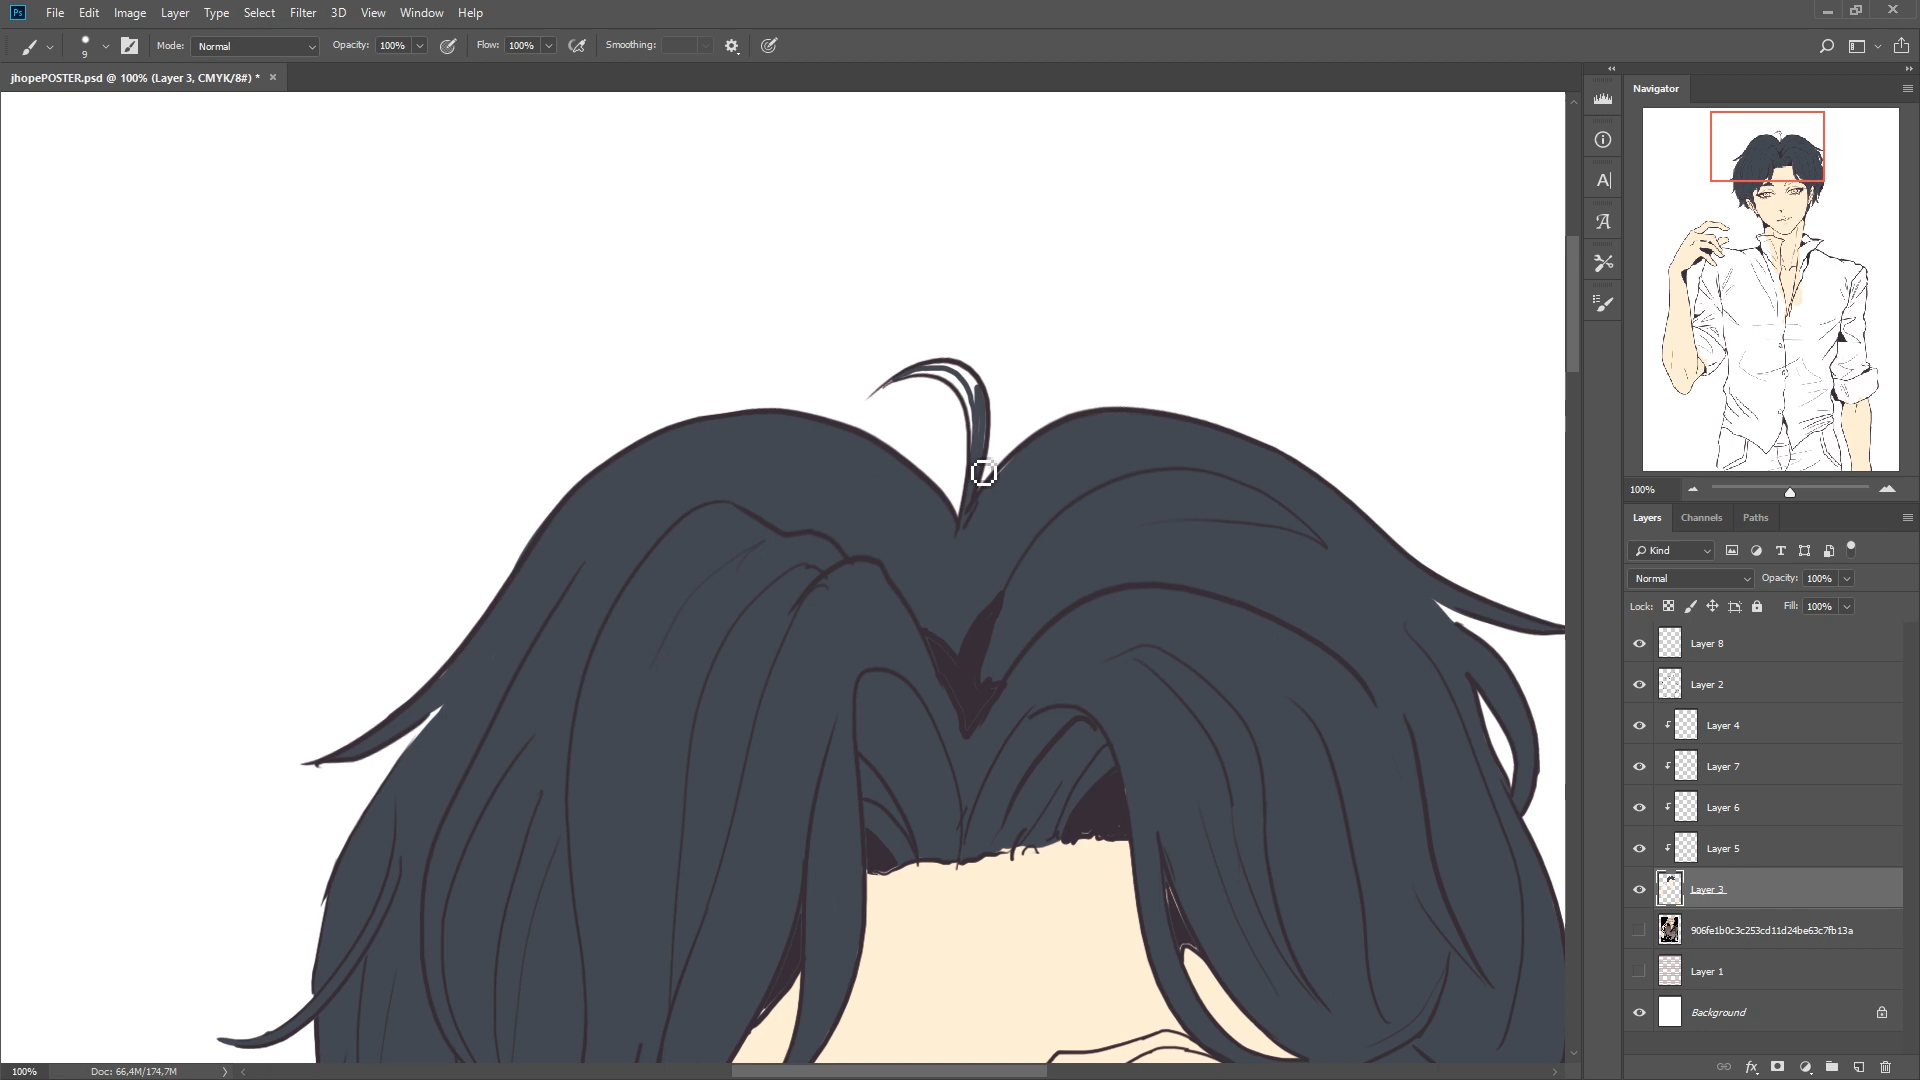 Ps File Edit Image Layer Type Select Filter 3D View Window Help
9 Mode: Normal Opacity: 100% Flow: 100% Smoothing:
jhopePOSTER.psd @ 100% (Layer 3, CMYK/8#) * ×
Navigator
100%
Layers Channels Paths
Kind
Normal Opacity: 100%
Lock: Fill: 100%
Layer 8
Layer 2
Layer 4
Layer 7
Layer 6
Layer 5
Layer 3
906fe1b0c3c253cd11d24be63c7fb13a
Layer 1
Background
100% Doc: 66,4M/174,7M